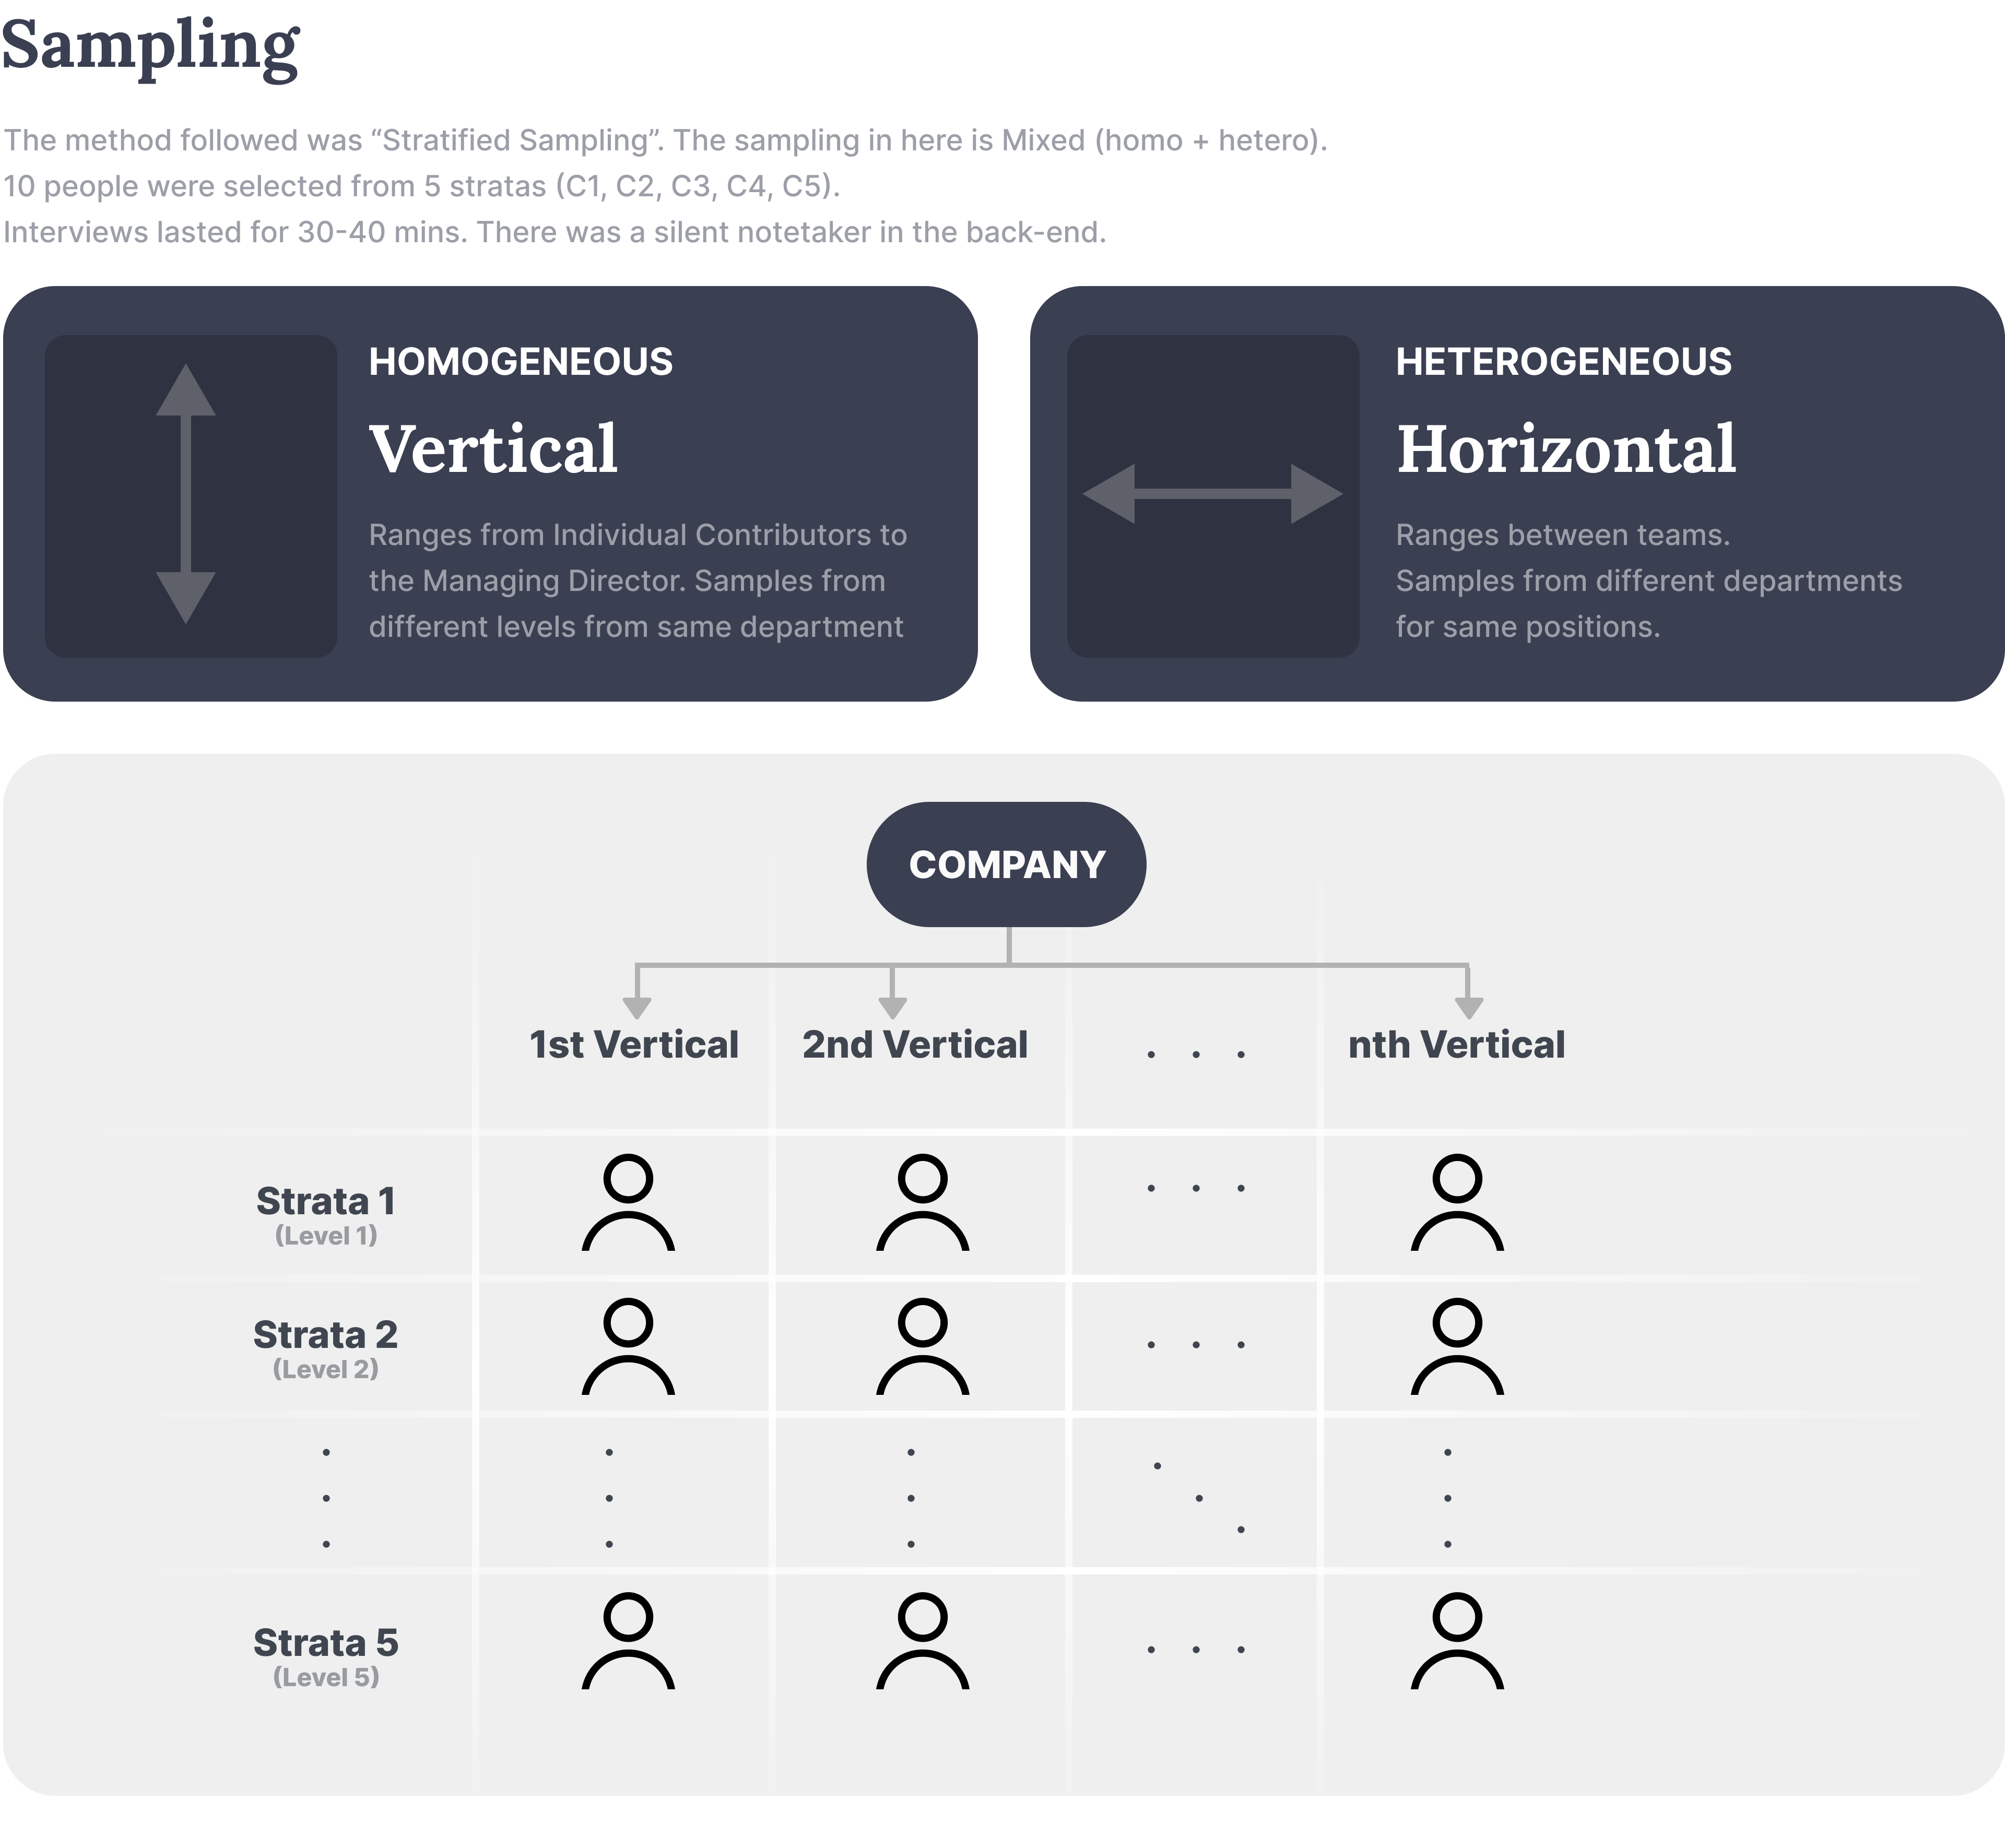 Sampling
The method followed was “Stratified Sampling”. The sampling in here is Mixed (homo + hetero).
10 people were selected from 5 stratas (C1, C2, C3, C4, C5).
Interviews lasted for 30-40 mins. There was a silent notetaker in the back-end.
HOMOGENEOUS
Vertical
Ranges from Individual Contributors to
the Managing Director. Samples from
different levels from same department
HETEROGENEOUS
Horizontal
Ranges between teams.
Samples from different departments
for same positions.
COMPANY
1st Vertical 2nd Vertical . . . nth Vertical
Strata 1
(Level 1)
Strata 2
(Level 2)
Strata 5
(Level 5)